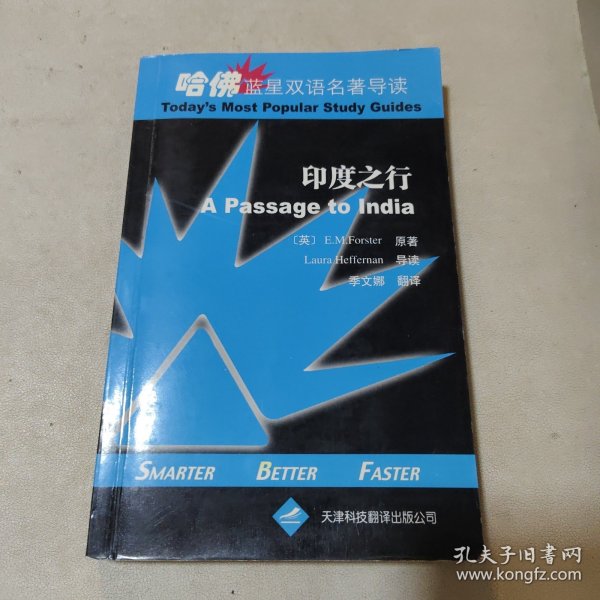 哈佛蓝星双语名著导读
Today's Most Popular Study Guides
印度之行
A Passage to India
〔英〕 E.M.Forster 原著
Laura Heffernan 导读
季文娜 翻译
SMARTER BETTER FASTER
天津科技翻译出版公司
孔夫子旧书网
www.kongfz.com